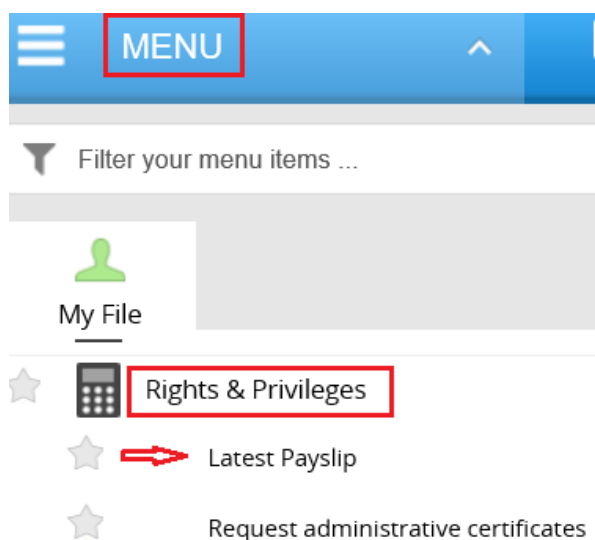 MENU
Filter your menu items ...
My File
Rights & Privileges
Latest Payslip
Request administrative certificates